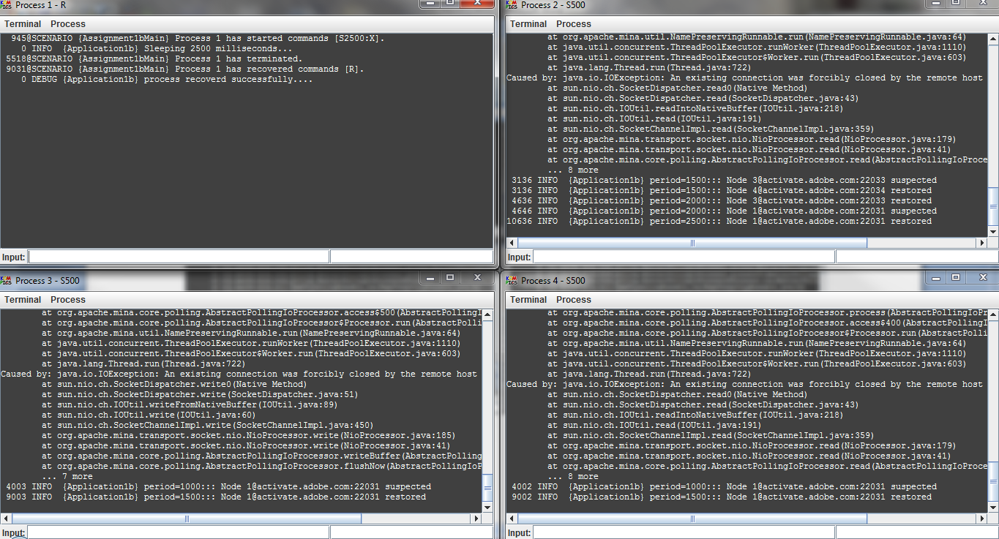 Process 1 - R
Terminal Process
945@SCENARIO {Assignment1bMain} Process 1 has started commands [S2500:X].
0 INFO {Application1b} Sleeping 2500 milliseconds...
5518@SCENARIO {Assignment1bMain} Process 1 has terminated.
9031@SCENARIO {Assignment1bMain} Process 1 has recovered commands [R].
0 DEBUG {Application1b} process recoverd successfully....
Input:
Process 2 - S500
Terminal Process
at org.apache.mina.util.NamePreservingRunnable.run(NamePreservingRunnable.java:64)
at java.util.concurrent.ThreadPoolExecutor.runWorker(ThreadPoolExecutor.java:1110)
at java.util.concurrent.ThreadPoolExecutor$Worker.run(ThreadPoolExecutor.java:603)
at java.lang.Thread.run(Thread.java:722)
Caused by: java.io.IOException: An existing connection was forcibly closed by the remote host
at sun.nio.ch.SocketDispatcher.read0(Native Method)
at sun.nio.ch.SocketDispatcher.read(SocketDispatcher.java:43)
at sun.nio.ch.IOUtil.readIntoNativeBuffer(IOUtil.java:218)
at sun.nio.ch.IOUtil.read(IOUtil.java:191)
at sun.nio.ch.SocketChannelImpl.read(SocketChannelImpl.java:359)
at org.apache.mina.transport.socket.nio.NioProcessor.read(NioProcessor.java:179)
at org.apache.mina.transport.socket.nio.NioProcessor.read(NioProcessor.java:41)
at org.apache.mina.core.polling.AbstractPollingIoProcessor.read(AbstractPollingIoProce
... 8 more
3136 INFO {Application1b} period=1500::: Node 3@activate.adobe.com:22033 suspected
3136 INFO {Application1b} period=1500::: Node 4@activate.adobe.com:22034 restored
4636 INFO {Application1b} period=2000::: Node 3@activate.adobe.com:22033 restored
4646 INFO {Application1b} period=2000::: Node 1@activate.adobe.com:22031 suspected
10636 INFO {Application1b} period=2500::: Node 1@activate.adobe.com:22031 restored
Input:
Process 3 - S500
Terminal Process
at org.apache.mina.core.polling.AbstractPollingIoProcessor.access$500(AbstractPollingI
at org.apache.mina.core.polling.AbstractPollingIoProcessor$Processor.run(AbstractPolli
at org.apache.mina.util.NamePreservingRunnable.run(NamePreservingRunnable.java:64)
at java.util.concurrent.ThreadPoolExecutor.runWorker(ThreadPoolExecutor.java:1110)
at java.util.concurrent.ThreadPoolExecutor$Worker.run(ThreadPoolExecutor.java:603)
at java.lang.Thread.run(Thread.java:722)
Caused by: java.io.IOException: An existing connection was forcibly closed by the remote host
at sun.nio.ch.SocketDispatcher.write0(Native Method)
at sun.nio.ch.SocketDispatcher.write(SocketDispatcher.java:51)
at sun.nio.ch.IOUtil.writeFromNativeBuffer(IOUtil.java:89)
at sun.nio.ch.IOUtil.write(IOUtil.java:60)
at sun.nio.ch.SocketChannelImpl.write(SocketChannelImpl.java:450)
at org.apache.mina.transport.socket.nio.NioProcessor.write(NioProcessor.java:185)
at org.apache.mina.transport.socket.nio.NioProcessor.write(NioProcessor.java:41)
at org.apache.mina.core.polling.AbstractPollingIoProcessor.writeBuffer(AbstractPolling
at org.apache.mina.core.polling.AbstractPollingIoProcessor.flushNow(AbstractPollingIoP
... 7 more
4003 INFO {Application1b} period=1000::: Node 1@activate.adobe.com:22031 suspected
9003 INFO {Application1b} period=1500::: Node 1@activate.adobe.com:22031 restored
Input:
Process 4 - S500
Terminal Process
at org.apache.mina.core.polling.AbstractPollingIoProcessor.process(AbstractPollingIoPr
at org.apache.mina.core.polling.AbstractPollingIoProcessor.access$400(AbstractPollingI
at org.apache.mina.core.polling.AbstractPollingIoProcessor$Processor.run(AbstractPolli
at org.apache.mina.util.NamePreservingRunnable.run(NamePreservingRunnable.java:64)
at java.util.concurrent.ThreadPoolExecutor.runWorker(ThreadPoolExecutor.java:1110)
at java.util.concurrent.ThreadPoolExecutor$Worker.run(ThreadPoolExecutor.java:603)
at java.lang.Thread.run(Thread.java:722)
Caused by: java.io.IOException: An existing connection was forcibly closed by the remote host
at sun.nio.ch.SocketDispatcher.read0(Native Method)
at sun.nio.ch.SocketDispatcher.read(SocketDispatcher.java:43)
at sun.nio.ch.IOUtil.readIntoNativeBuffer(IOUtil.java:218)
at sun.nio.ch.IOUtil.read(IOUtil.java:191)
at sun.nio.ch.SocketChannelImpl.read(SocketChannelImpl.java:359)
at org.apache.mina.transport.socket.nio.NioProcessor.read(NioProcessor.java:179)
at org.apache.mina.transport.socket.nio.NioProcessor.read(NioProcessor.java:41)
at org.apache.mina.core.polling.AbstractPollingIoProcessor.read(AbstractPollingIoProce
... 8 more
4002 INFO {Application1b} period=1000::: Node 1@activate.adobe.com:22031 suspected
9002 INFO {Application1b} period=1500::: Node 1@activate.adobe.com:22031 restored
Input: